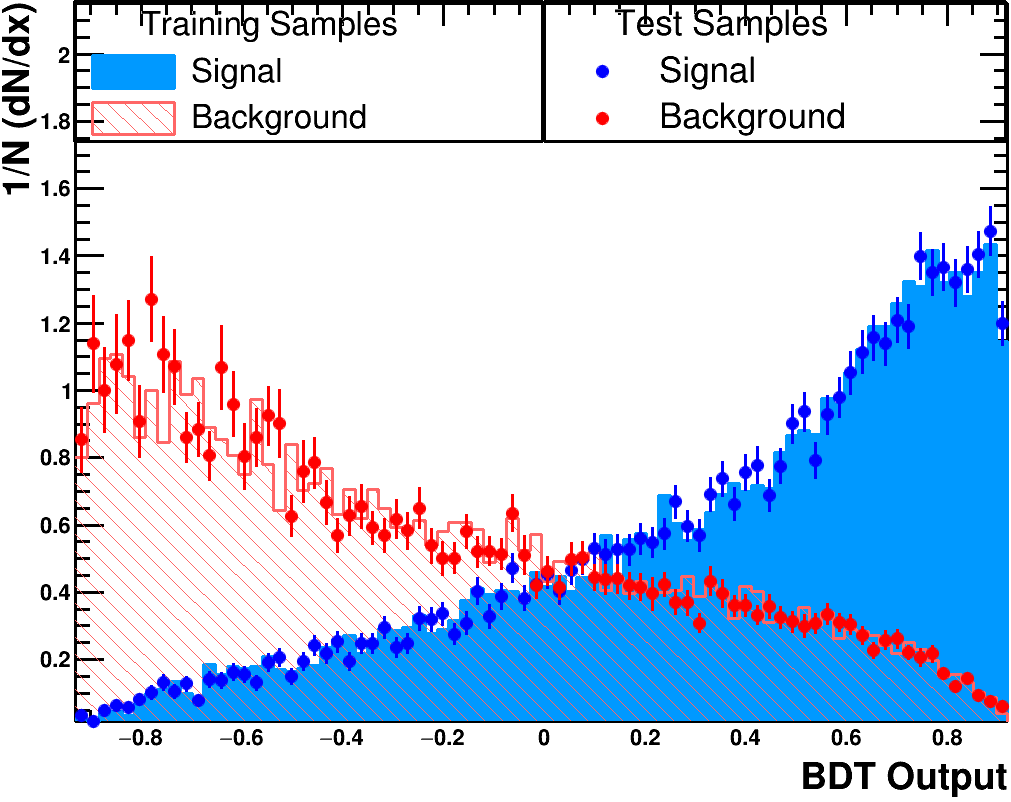 1/N (dN/dx)
Training Samples
Signal
Background
Test Samples
Signal
Background
2
1.8
1.6
1.4
1.2
1
0.8
0.6
0.4
0.2
−0.8 −0.6 −0.4 −0.2 0 0.2 0.4 0.6 0.8
BDT Output